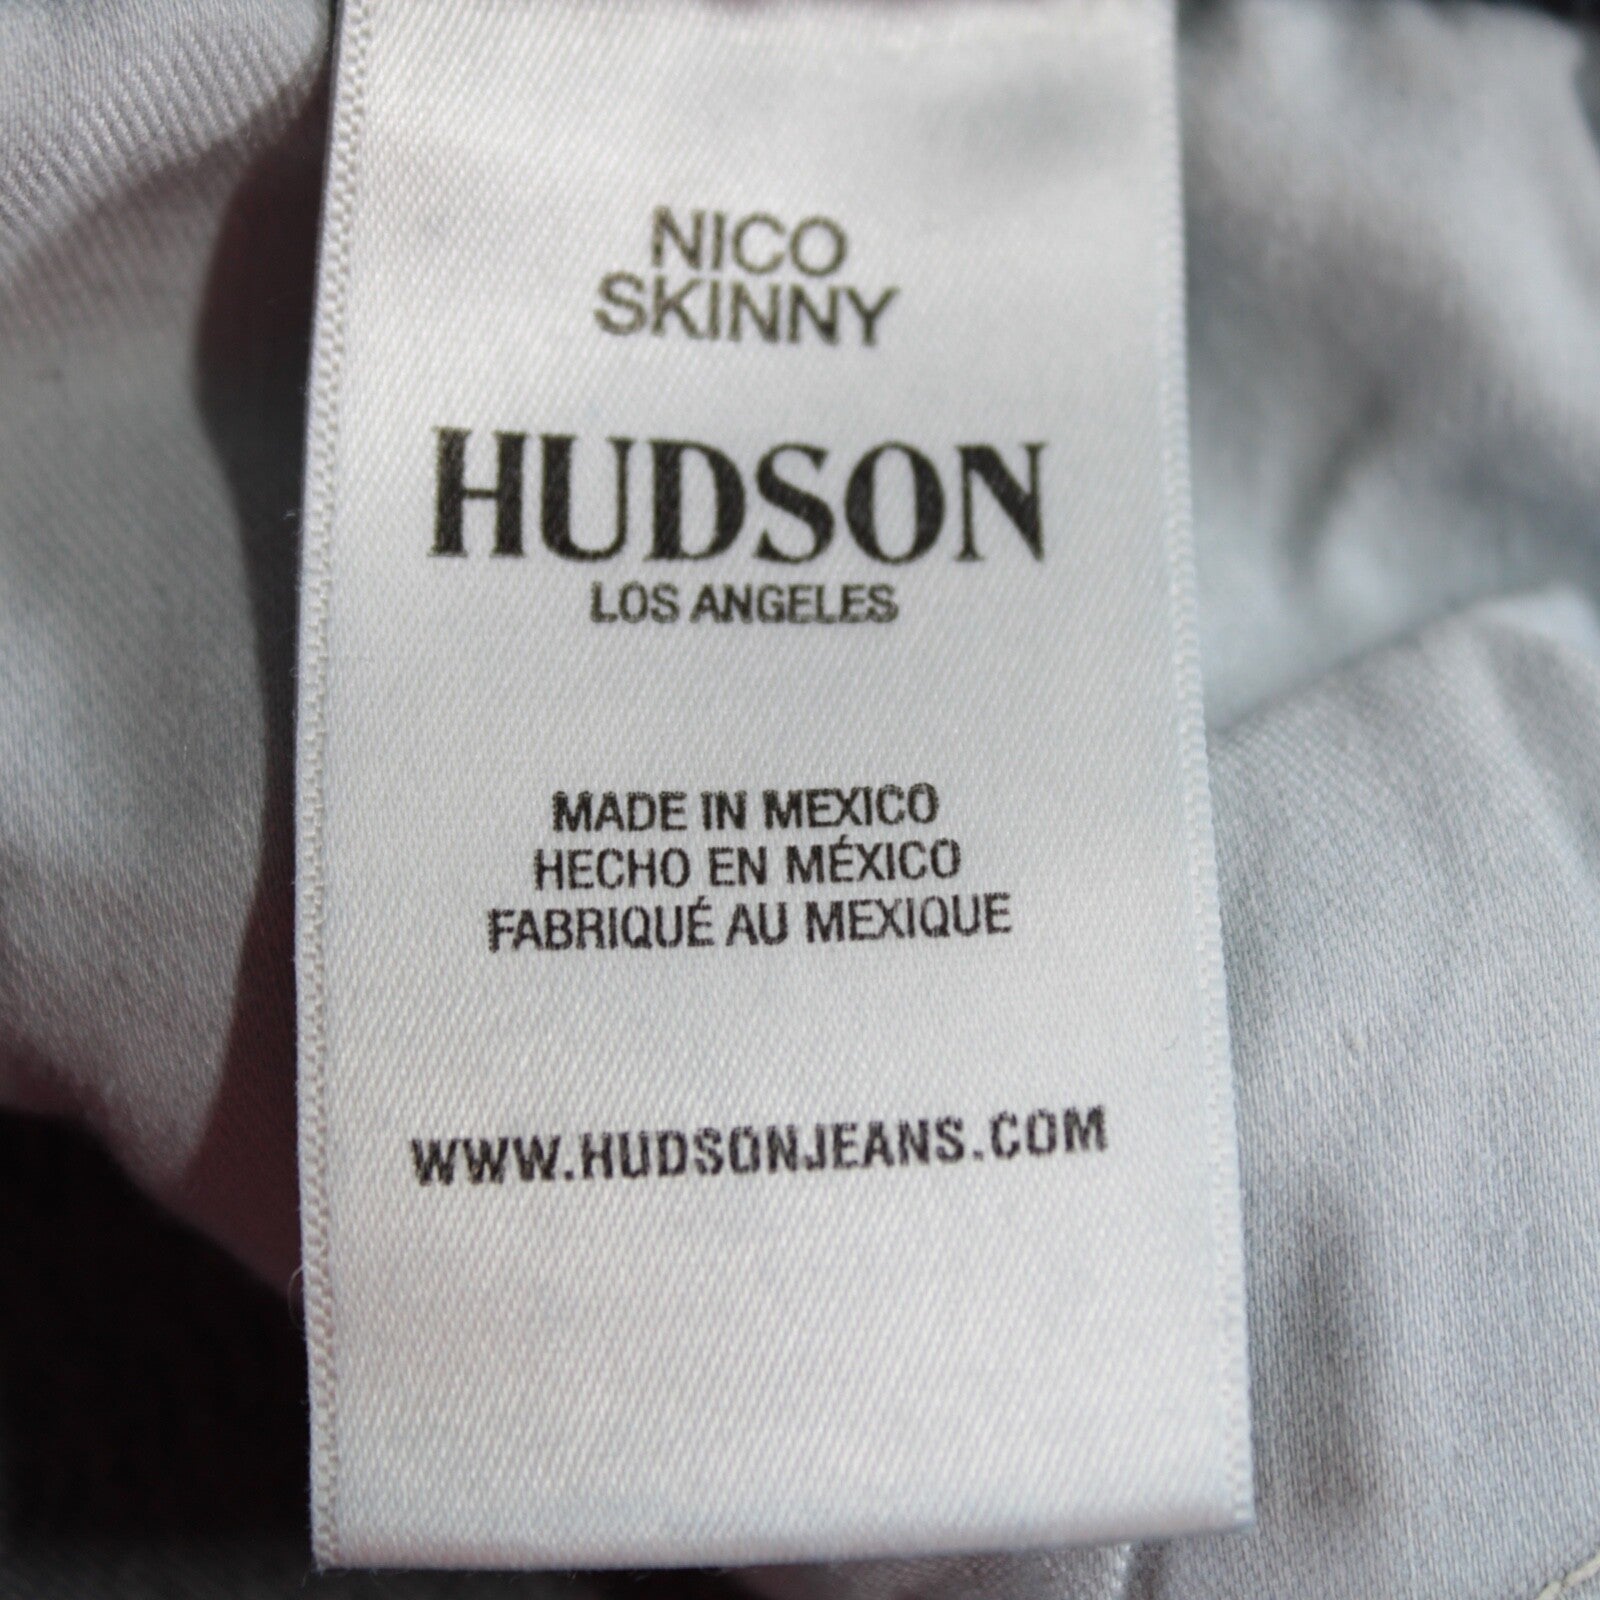 NICO
SKINNY
HUDSON
LOS ANGELES
MADE IN MEXICO
HECHO EN MÉXICO
FABRIQUÉ AU MEXIQUE
WWW.HUDSONJEANS.COM